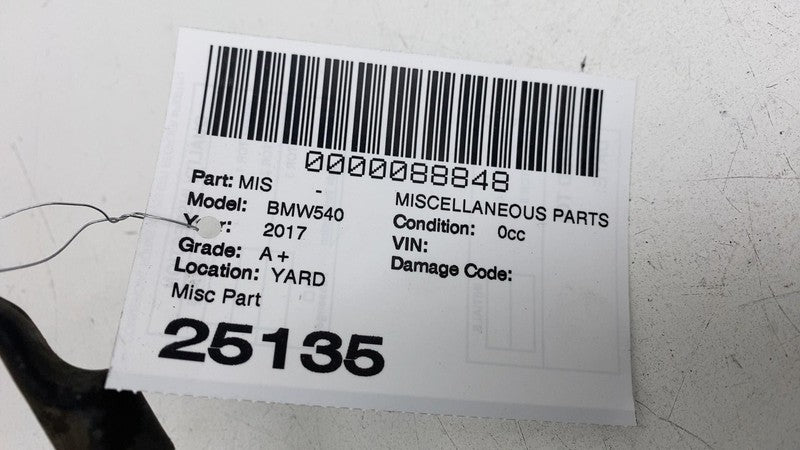 0000088848
Part: MIS -
MISCELLANEOUS PARTS
Model: BMW540
Condition: 0cc
2017
VIN:
Grade: A+
Damage Code:
Location: YARD
Misc Part
25135